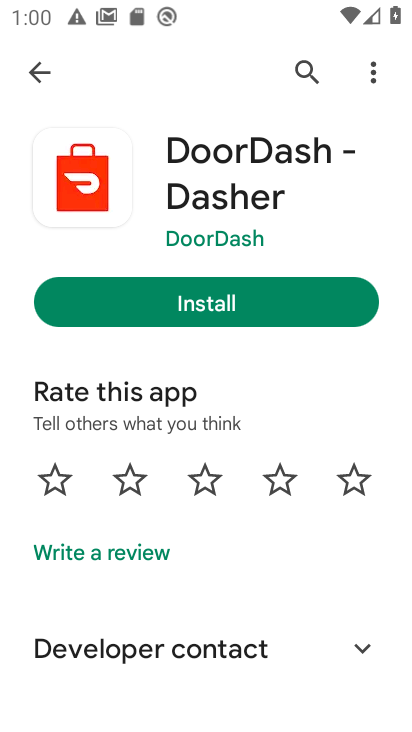 1:00
DoorDash -
Dasher
DoorDash
Install
Rate this app
Tell others what you think
Write a review
Developer contact